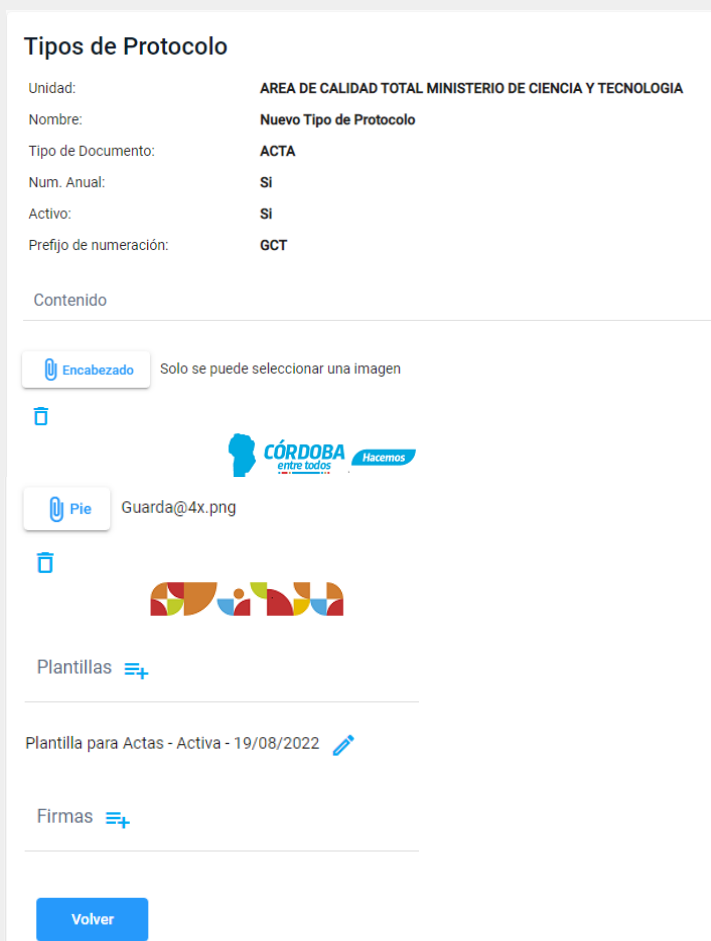 Tipos de Protocolo
Unidad: AREA DE CALIDAD TOTAL MINISTERIO DE CIENCIA Y TECNOLOGIA
Nombre: Nuevo Tipo de Protocolo
Tipo de Documento: ACTA
Num. Anual: Si
Activo: Si
Prefijo de numeración: GCT
Contenido
Encabezado Solo se puede seleccionar una imagen
CÓRDOBA
entre todos
Hacemos
Pie Guarda@4x.png
Plantillas
Plantilla para Actas - Activa - 19/08/2022
Firmas
Volver